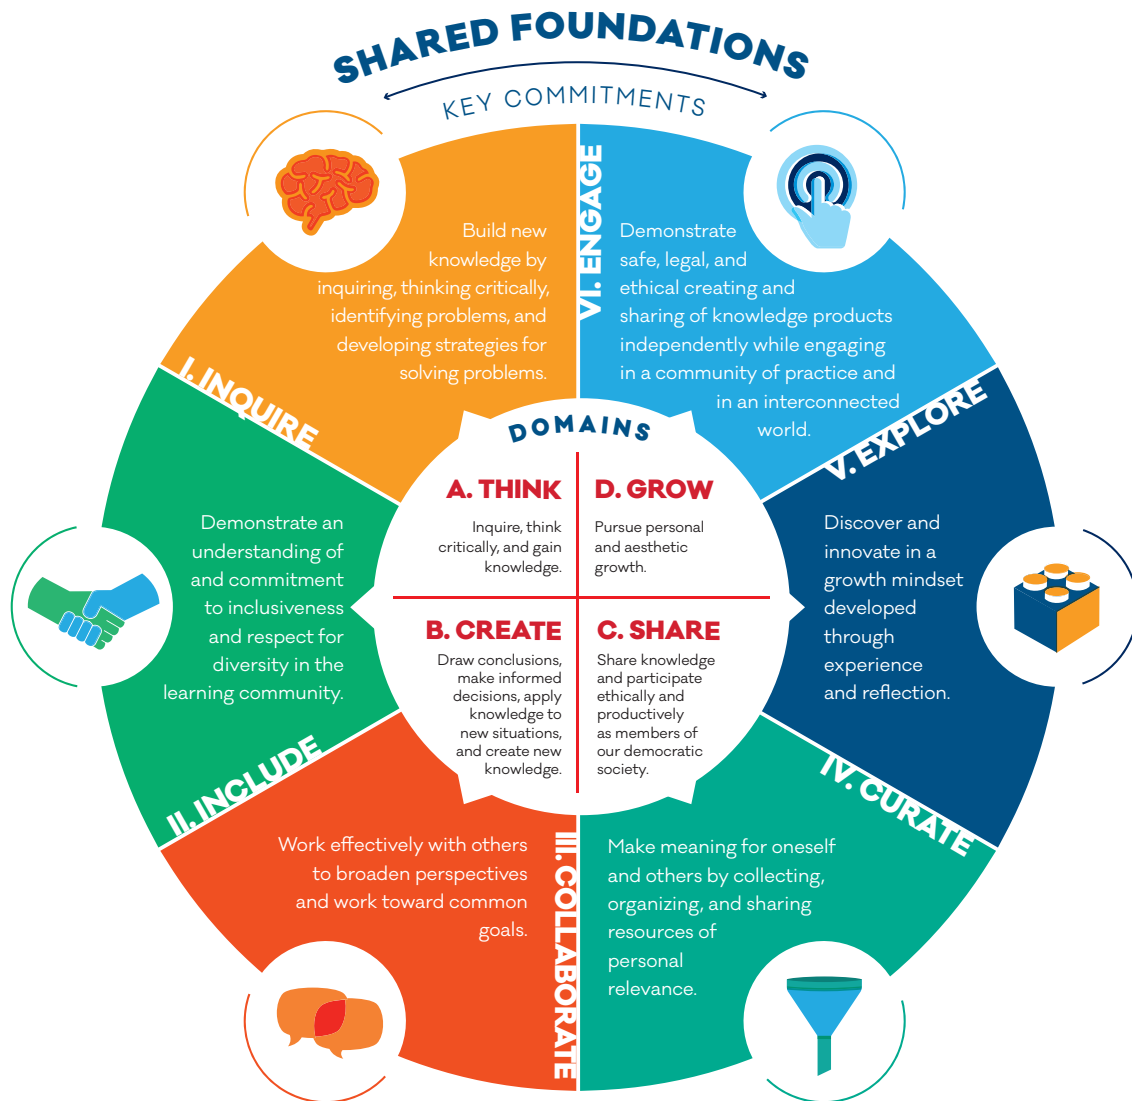 SHARED FOUNDATIONS
KEY COMMITMENTS
I. INQUIRE
Build new
knowledge by
inquiring, thinking critically,
identifying problems, and
developing strategies for
solving problems.
II. INCLUDE
Demonstrate an
understanding of
and commitment
to inclusiveness
and respect for
diversity in the
learning community.
III. COLLABORATE
Work effectively with others
to broaden perspectives
and work toward common
goals.
IV. CURATE
Make meaning for oneself
and others by collecting,
organizing, and sharing
resources of
personal
relevance.
V. EXPLORE
Discover and
innovate in a
growth mindset
developed
through
experience
and reflection.
VI. ENGAGE
Demonstrate
safe, legal, and
ethical creating and
sharing of knowledge products
independently while engaging
in a community of practice and
in an interconnected
world.
DOMAINS
A. THINK
Inquire, think
critically, and gain
knowledge.
B. CREATE
Draw conclusions,
make informed
decisions, apply
knowledge to
new situations,
and create new
knowledge.
C. SHARE
Share knowledge
and participate
ethically and
productively
as members of
our democratic
society.
D. GROW
Pursue personal
and aesthetic
growth.